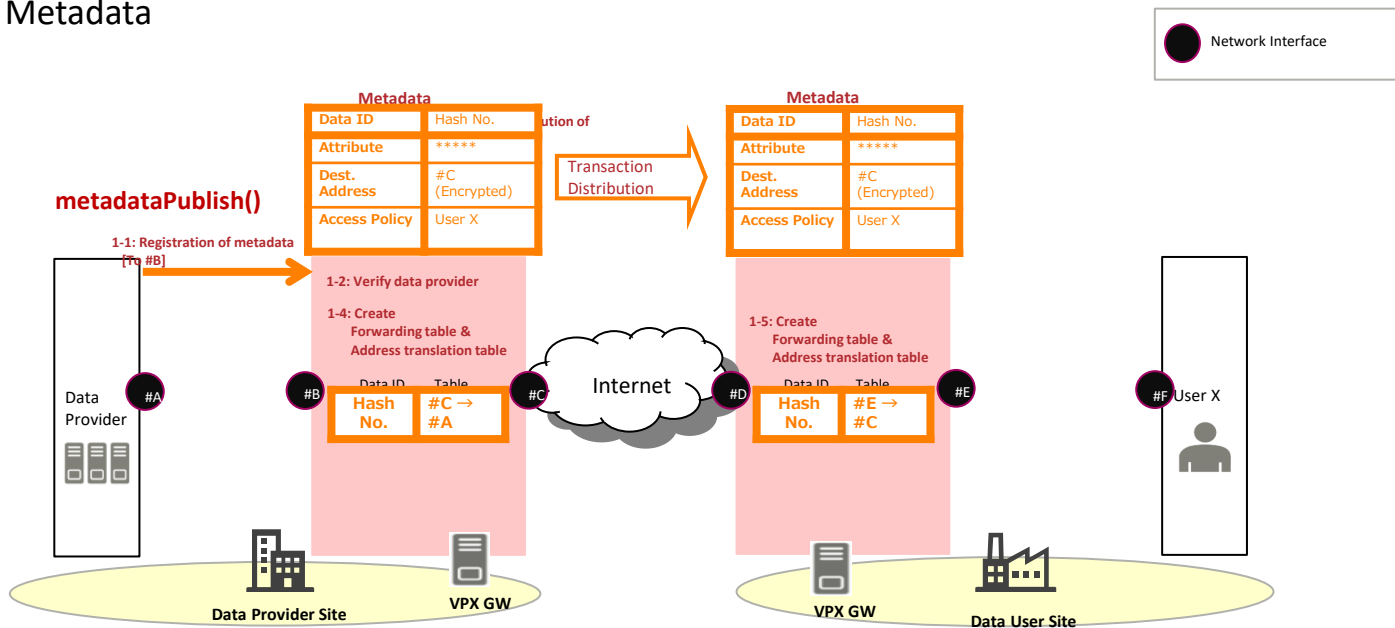 Metadata
Network Interface
Metadata
Data ID Hash No.
Attribute *****
Dest. Address #C (Encrypted)
Access Policy User X
ution of
Transaction
Distribution
Metadata
Data ID Hash No.
Attribute *****
Dest. Address #C (Encrypted)
Access Policy User X
metadataPublish()
1-1: Registration of metadata
[To #B]
1-2: Verify data provider
1-4: Create
Forwarding table &
Address translation table
Data ID Table
Hash No. #C → #A
1-5: Create
Forwarding table &
Address translation table
Data ID Table
Hash No. #E → #C
Data
Provider
#A
#B
#C
Internet
#D
#E
#F
User X
Data Provider Site
VPX GW
VPX GW
Data User Site